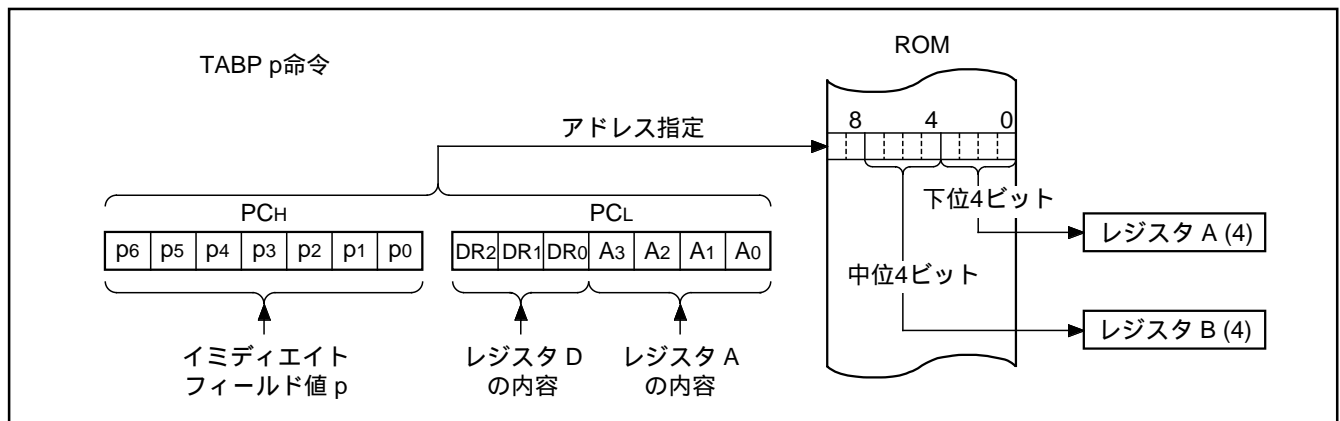 TABP p命令
ROM
8 4 0
アドレス指定
下位4ビット
PCH PCL
p6 p5 p4 p3 p2 p1 p0 DR2 DR1 DR0 A3 A2 A1 A0
レジスタ A (4)
中位4ビット
レジスタ B (4)
イミディエイト
フィールド値 p
レジスタ D
の内容
レジスタ A
の内容